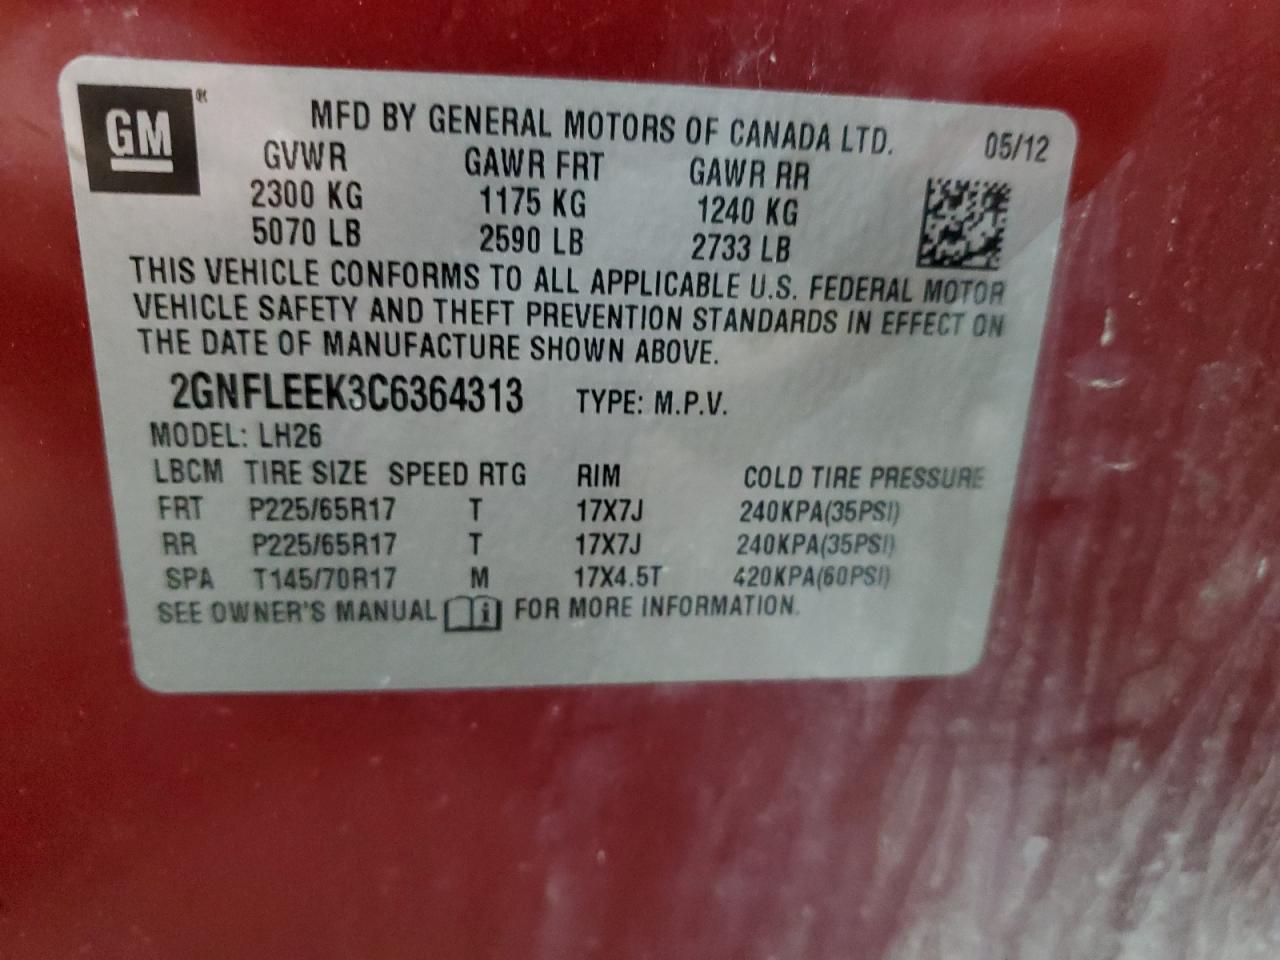 GM®
MFD BY GENERAL MOTORS OF CANADA LTD. 05/12
GVWR GAWR FRT GAWR RR
2300 KG 1175 KG 1240 KG
5070 LB 2590 LB 2733 LB
THIS VEHICLE CONFORMS TO ALL APPLICABLE U.S. FEDERAL MOTOR
VEHICLE SAFETY AND THEFT PREVENTION STANDARDS IN EFFECT ON
THE DATE OF MANUFACTURE SHOWN ABOVE.
2GNFLEEK3C6364313 TYPE: M.P.V.
MODEL: LH26
LBCM TIRE SIZE SPEED RTG RIM COLD TIRE PRESSURE
FRT P225/65R17 T 17X7J 240KPA(35PSI)
RR P225/65R17 T 17X7J 240KPA(35PSI)
SPA T145/70R17 M 17X4.5T 420KPA(60PSI)
SEE OWNER'S MANUAL i FOR MORE INFORMATION.